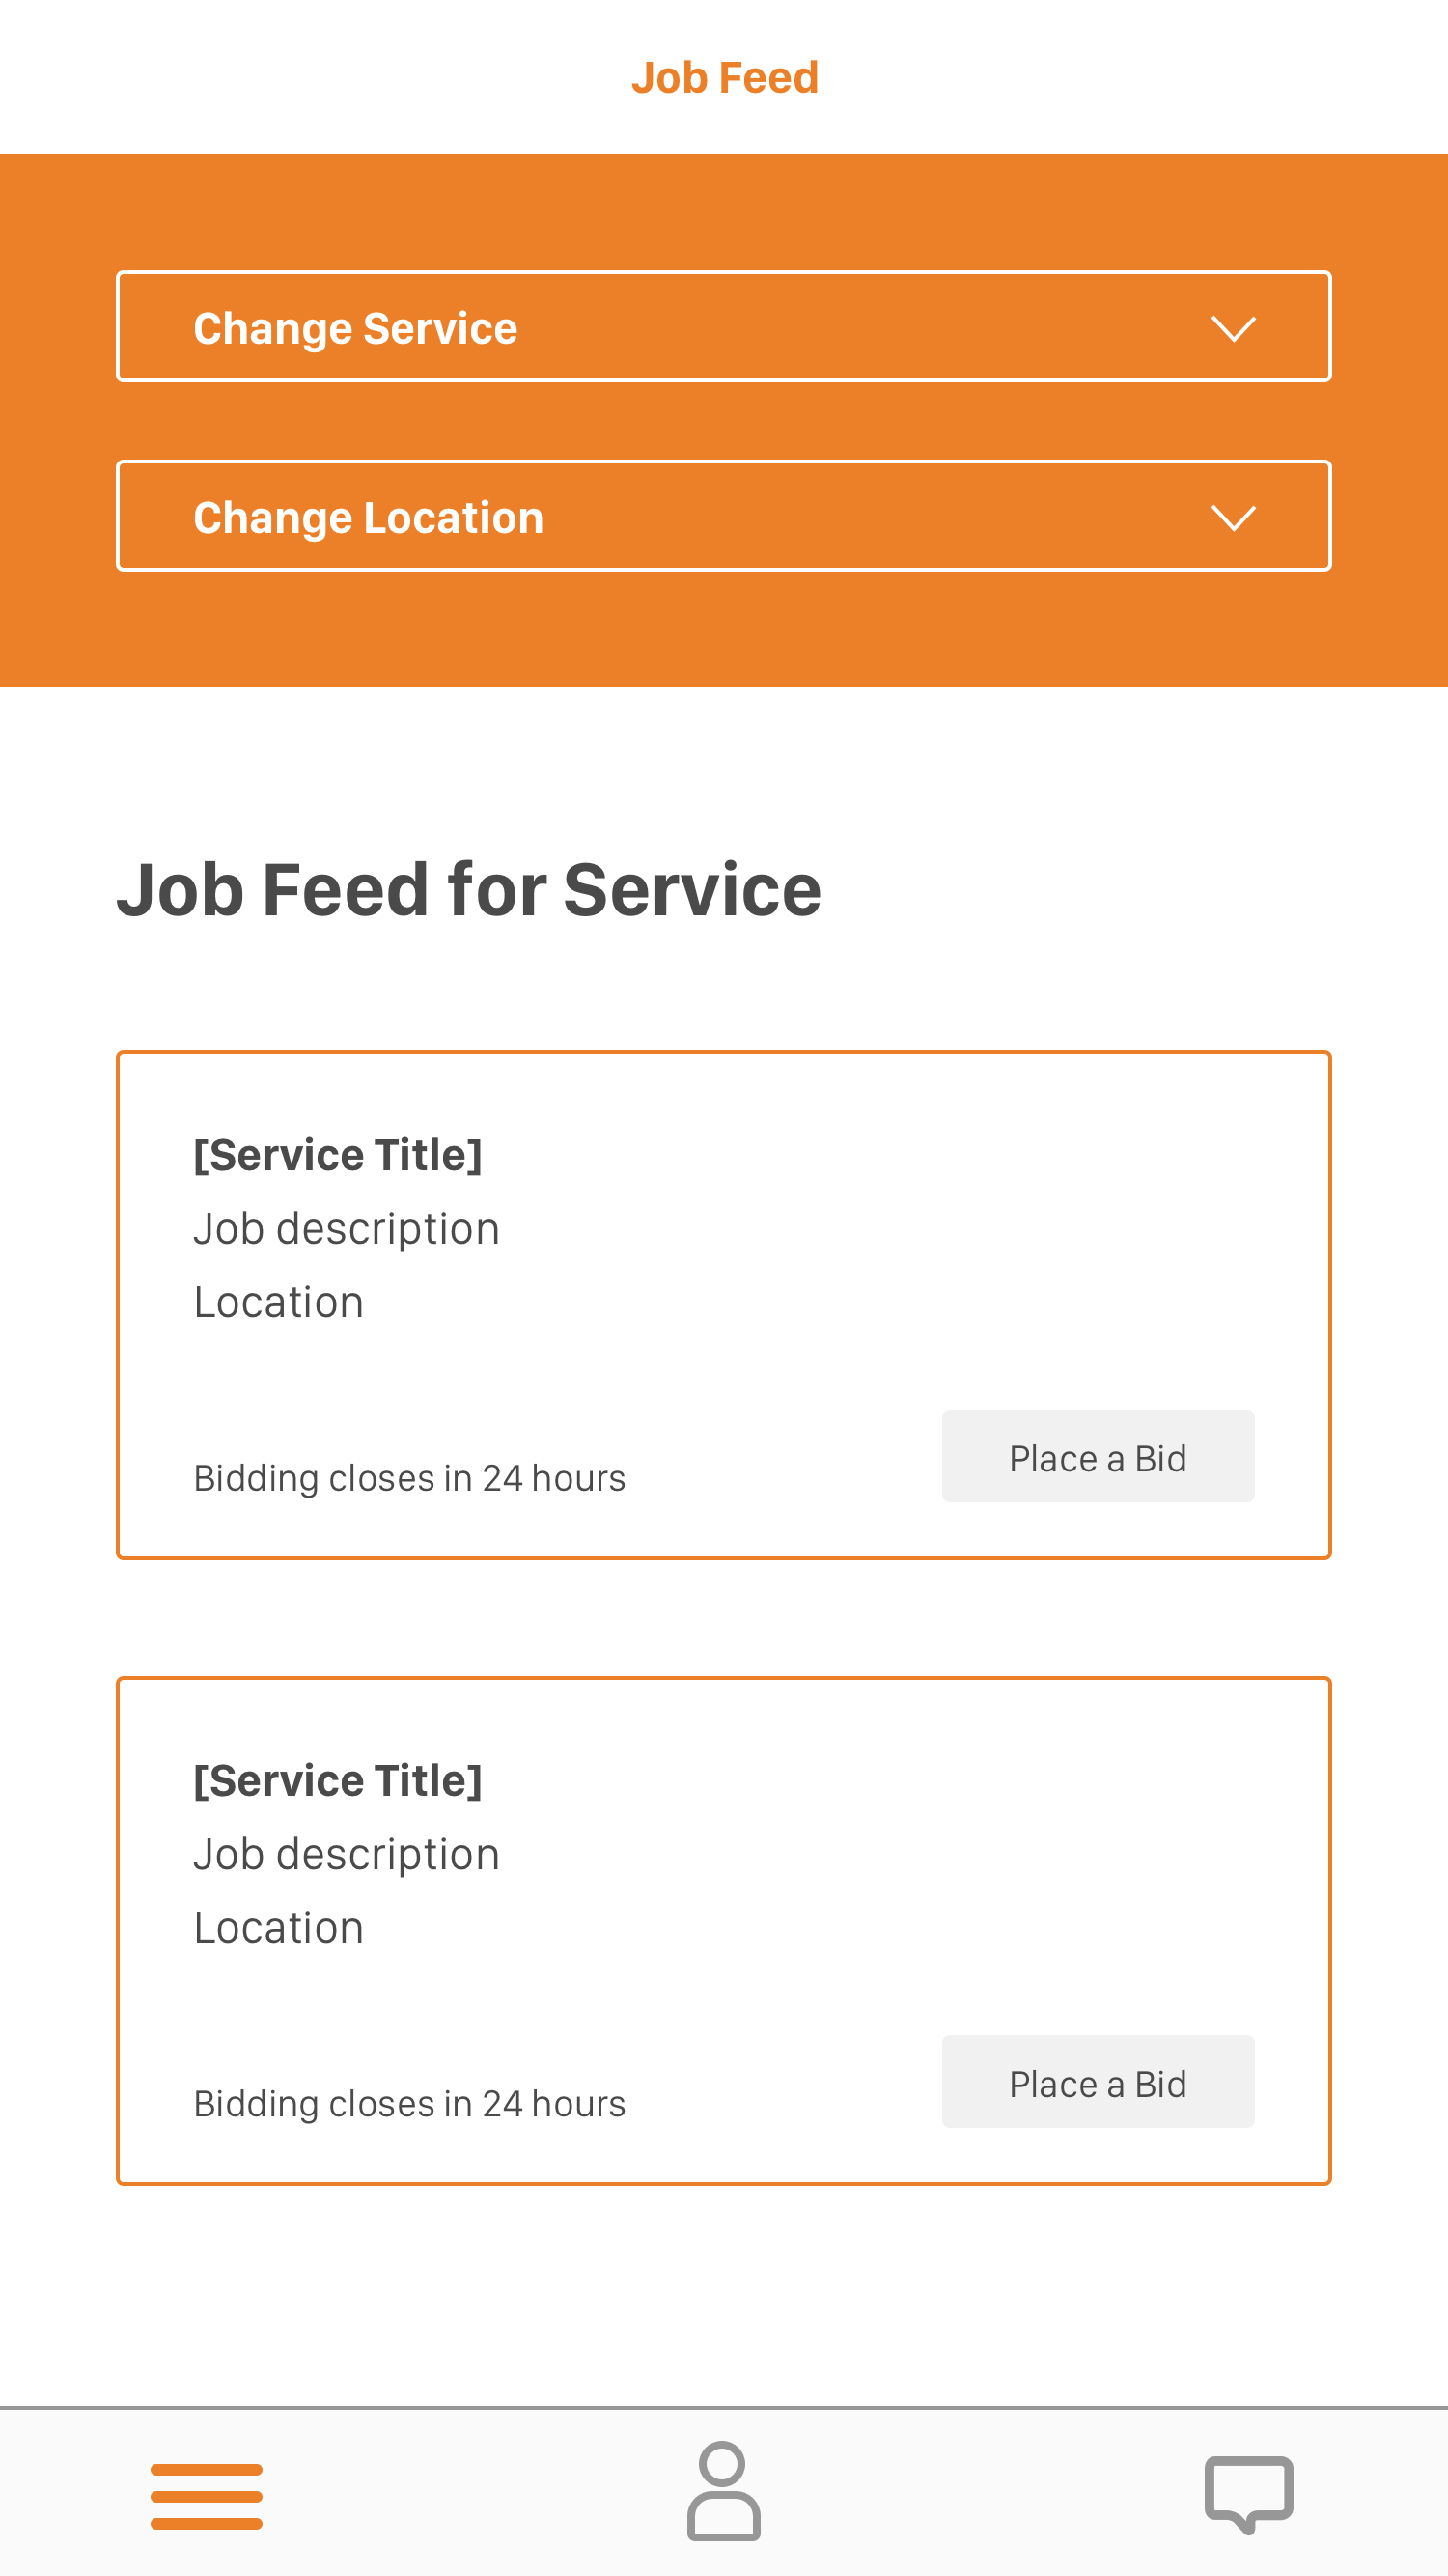 Job Feed
Change Service
Change Location
Job Feed for Service
[Service Title]
Job description
Location
Bidding closes in 24 hours
Place a Bid
[Service Title]
Job description
Location
Bidding closes in 24 hours
Place a Bid